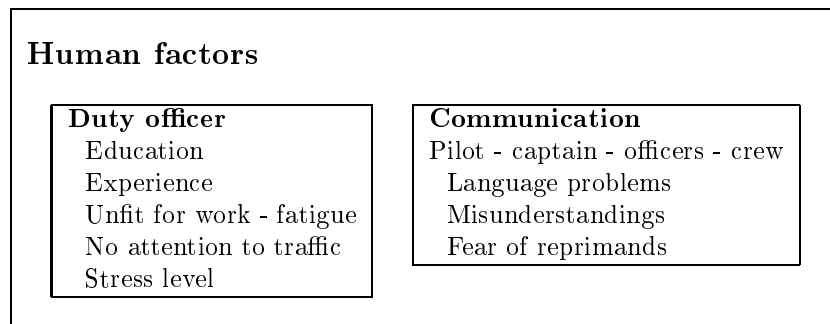 Human factors
Duty officer
Education
Experience
Unfit for work - fatigue
No attention to traffic
Stress level
Communication
Pilot - captain - officers - crew
Language problems
Misunderstandings
Fear of reprimands